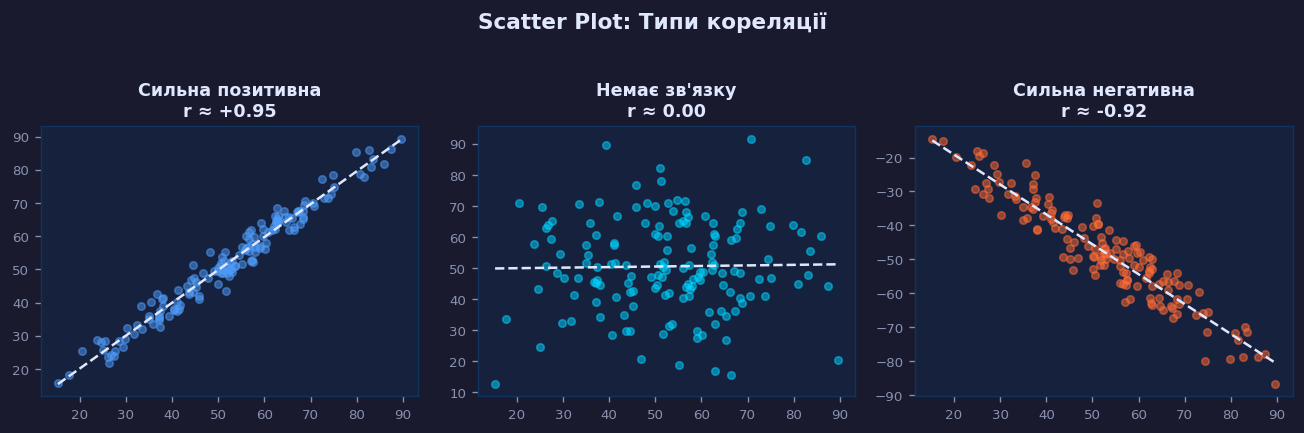 Scatter Plot: Типи кореляції
Сильна позитивна
r ≈ +0.95
90
80
70
60
50
40
30
20
20 30 40 50 60 70 80 90
Немає зв'язку
r ≈ 0.00
90
80
70
60
50
40
30
20
10
20 30 40 50 60 70 80 90
Сильна негативна
r ≈ -0.92
−20
−30
−40
−50
−60
−70
−80
−90
20 30 40 50 60 70 80 90